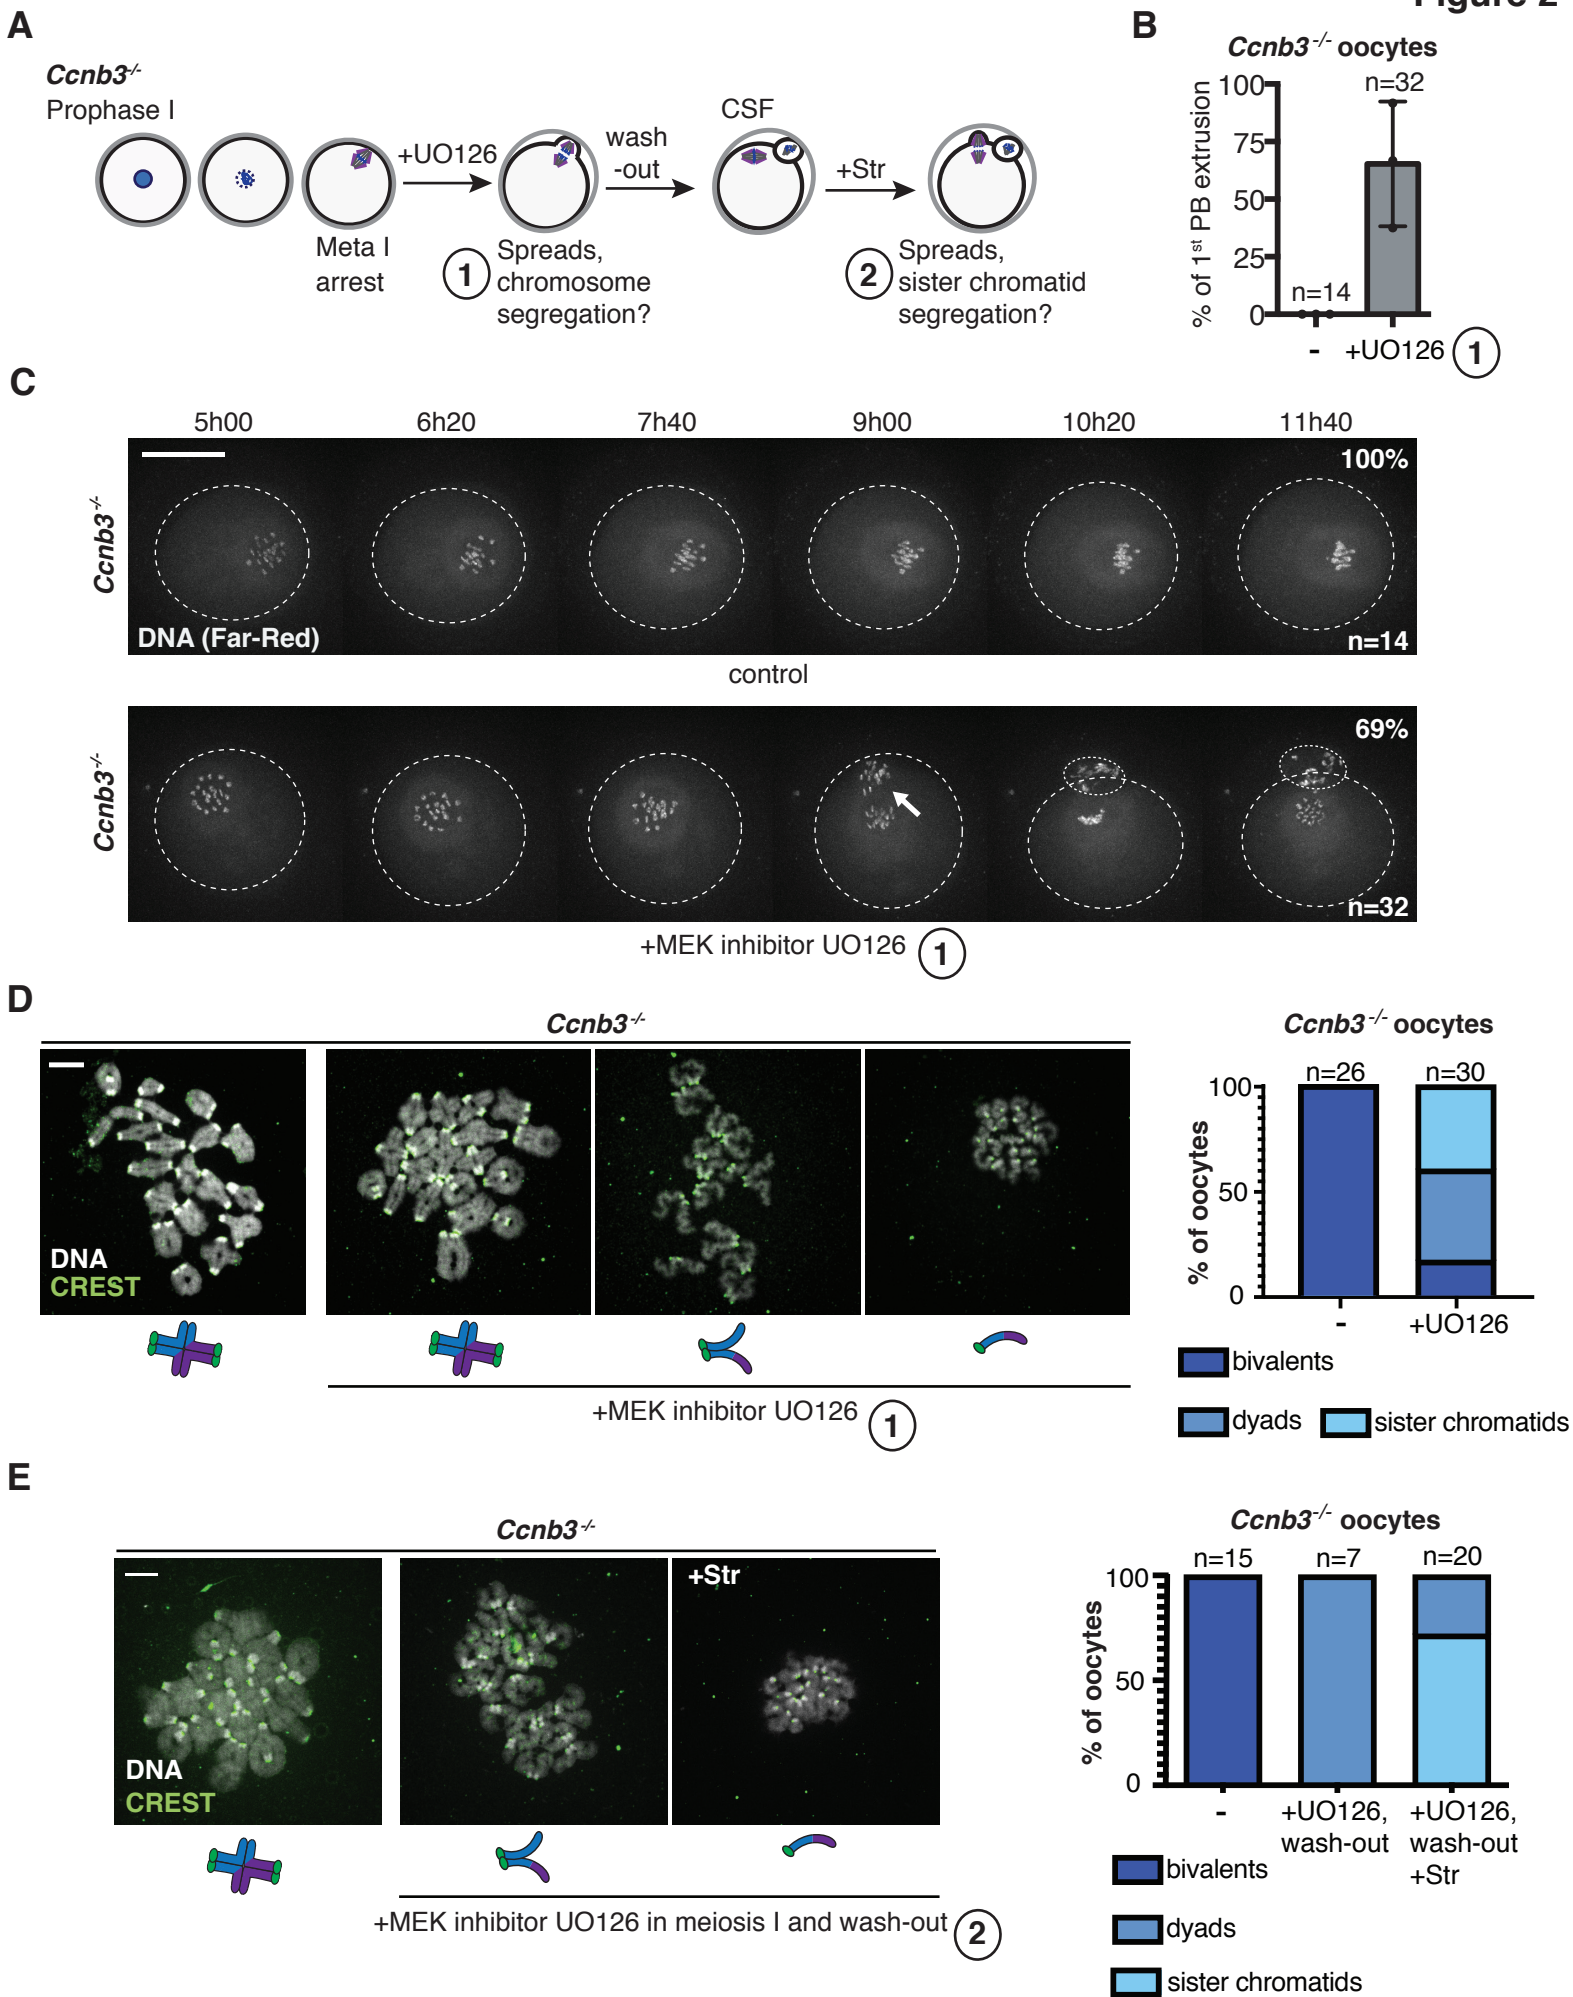 Figure 2
A
Ccnb3-/-
Prophase I
+UO126
wash
-out
CSF
+Str
Meta I
arrest
1
Spreads,
chromosome
segregation?
2
Spreads,
sister chromatid
segregation?
B
Ccnb3-/- oocytes
% of 1st PB extrusion
100
75
50
25
0
n=14
n=32
-
+UO126
1
C
5h00 6h20 7h40 9h00 10h20 11h40
Ccnb3-/-
100%
DNA (Far-Red)
n=14
control
Ccnb3-/-
69%
n=32
+MEK inhibitor UO126
1
D
Ccnb3-/-
DNA
CREST
+MEK inhibitor UO126
1
Ccnb3-/- oocytes
n=26
n=30
% of oocytes
100
50
0
-
+UO126
bivalents
dyads
sister chromatids
E
Ccnb3-/-
+Str
DNA
CREST
+MEK inhibitor UO126 in meiosis I and wash-out
2
Ccnb3-/- oocytes
n=15
n=7
n=20
% of oocytes
100
50
0
-
+UO126,
wash-out
+UO126,
wash-out
+Str
bivalents
dyads
sister chromatids